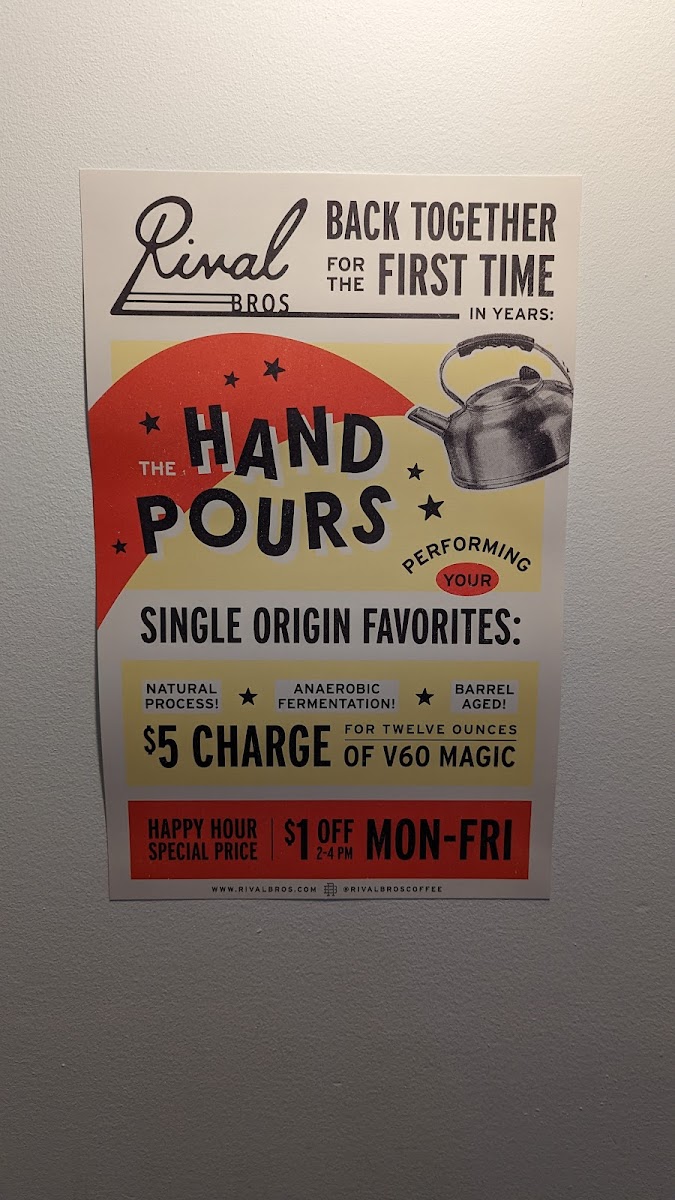 Rival
BROS
BACK TOGETHER
FOR THE FIRST TIME
IN YEARS:
THE HAND
POURS
PERFORMING
YOUR
SINGLE ORIGIN FAVORITES:
NATURAL PROCESS! ★ ANAEROBIC FERMENTATION! ★ BARREL AGED!
$5 CHARGE FOR TWELVE OUNCES
OF V60 MAGIC
HAPPY HOUR
SPECIAL PRICE
$1 OFF
2-4 PM
MON-FRI
WWW.RIVALBROS.COM @RIVALBROSCOFFEE